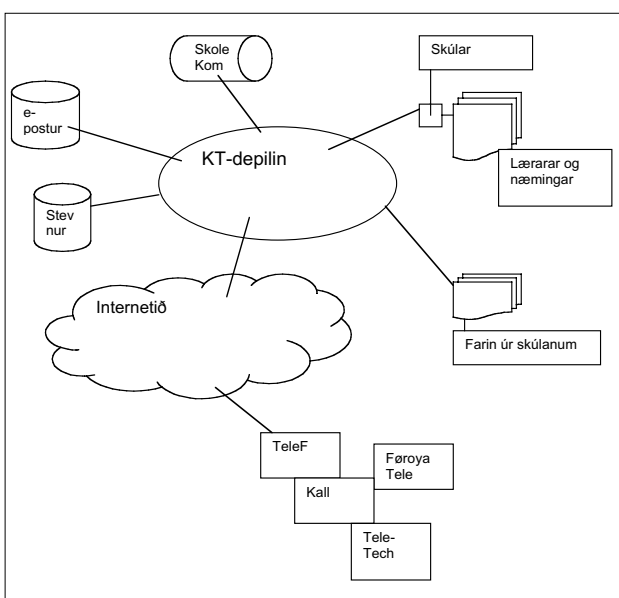 Skole
Kom
Skúlar
e-
postur
KT-depilin
Lærarar og
næmingar
Stev
nur
Internetið
Farin úr skúlanum
TeleF
Føroya
Tele
Kall
Tele-
Tech